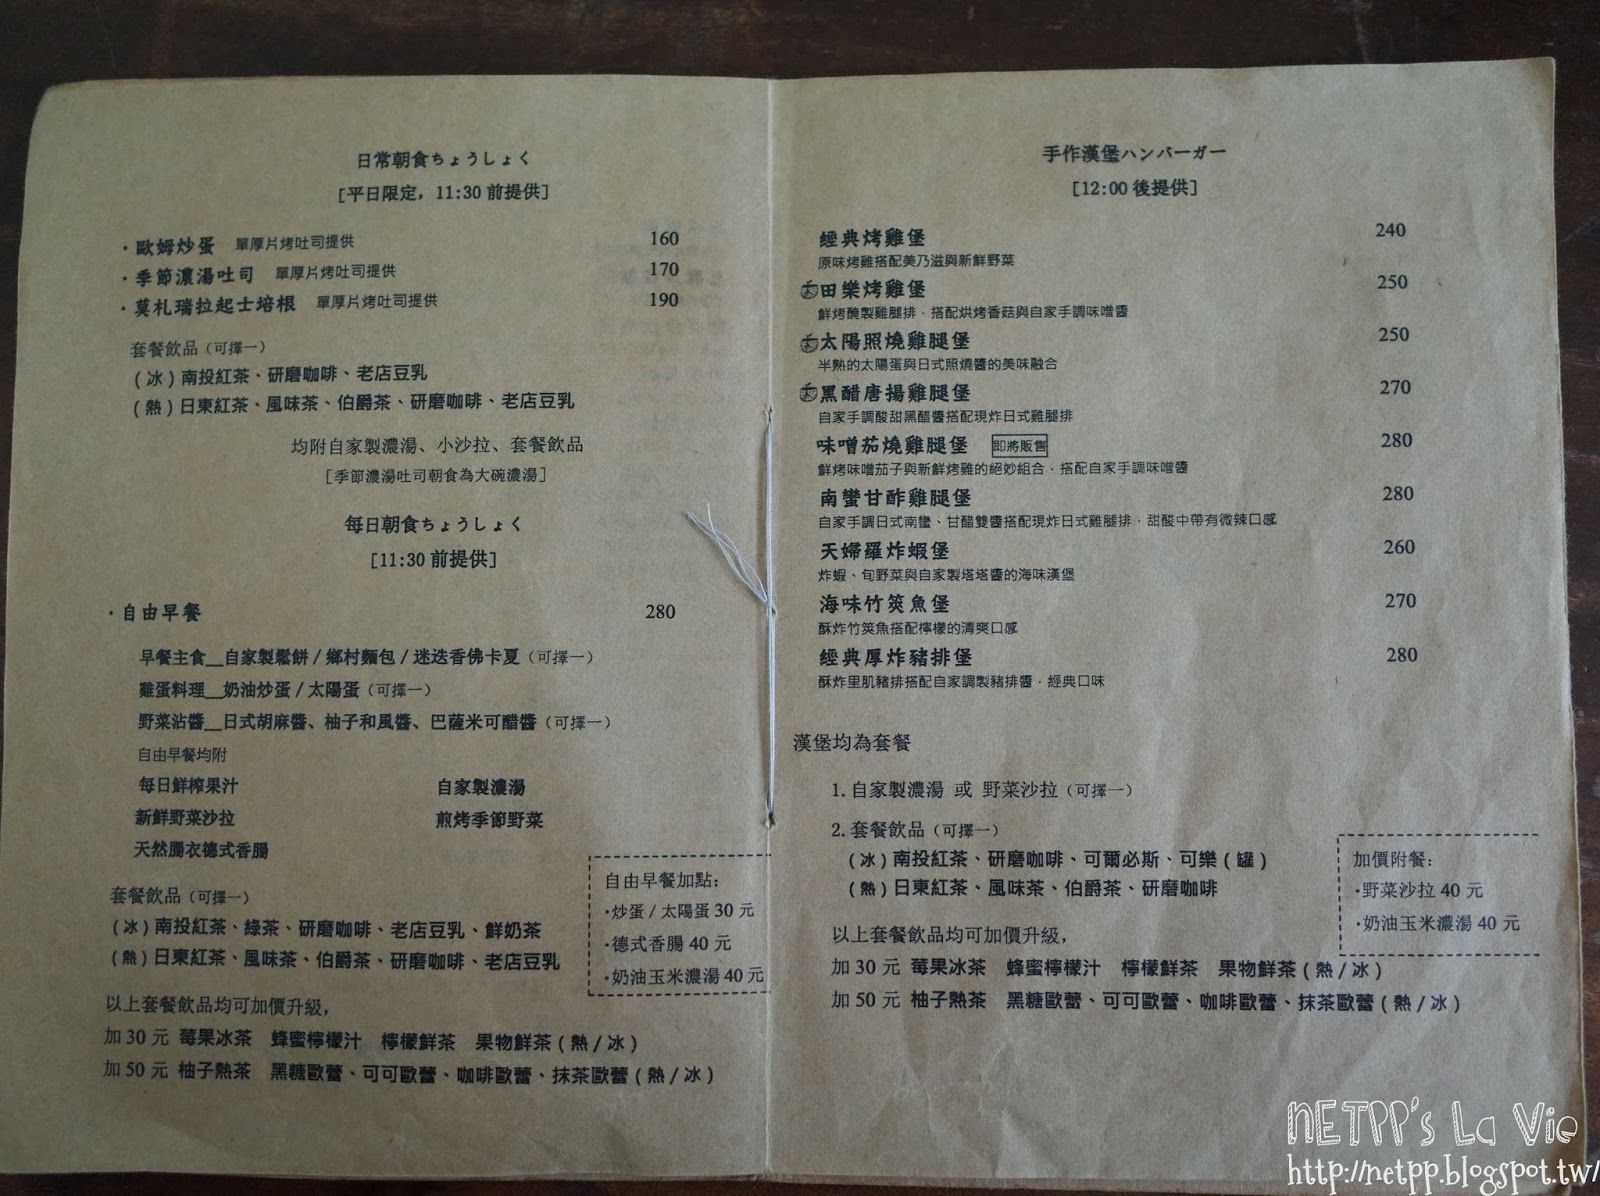 日常朝食ちょうしょく
[平日限定，11:30 前提供]
・歐姆炒蛋 單厚片烤吐司提供 160
・季節濃湯吐司 單厚片烤吐司提供 170
・莫札瑞拉起士培根 單厚片烤吐司提供 190
套餐飲品(可擇一)
(冰)南投紅茶、研磨咖啡、老店豆乳
(熱)日東紅茶、風味茶、伯爵茶、研磨咖啡、老店豆乳
均附自家製濃湯、小沙拉、套餐飲品
[季節濃湯吐司朝食為大碗濃湯]
每日朝食ちょうしょく
[11:30 前提供]
・自由早餐 280
早餐主食__自家製鬆餅/鄉村麵包/迷迭香佛卡夏(可擇一)
雞蛋料理__奶油炒蛋/太陽蛋(可擇一)
野菜沾醬__日式胡麻醬、柚子和風醬、巴薩米可醋醬(可擇一)
自由早餐均附
每日鮮榨果汁 自家製濃湯
新鮮野菜沙拉 煎烤季節野菜
天然腸衣德式香腸
套餐飲品(可擇一)
(冰)南投紅茶、綠茶、研磨咖啡、老店豆乳、鮮奶茶
(熱)日東紅茶、風味茶、伯爵茶、研磨咖啡、老店豆乳
以上套餐飲品均可加價升級，
加 30 元 莓果冰茶 蜂蜜檸檬汁 檸檬鮮茶 果物鮮茶(熱/冰)
加 50 元 柚子熱茶 黑糖歐蕾、可可歐蕾、咖啡歐蕾、抹茶歐蕾(熱/冰)
自由早餐加點：
・炒蛋/太陽蛋 30 元
・德式香腸 40 元
・奶油玉米濃湯 40 元
手作漢堡ハンバーガー
[12:00 後提供]
經典烤雞堡 240
原味烤雞搭配美乃滋與新鮮野菜
田樂烤雞堡 250
鮮烤醃製雞腿排，搭配烘烤香菇與自家手調味噌醬
太陽照燒雞腿堡 250
半熟的太陽蛋與日式照燒醬的美味融合
黑醋唐揚雞腿堡 270
自家手調酸甜黑醋醬搭配現炸日式雞腿排
味噌茄燒雞腿堡 即將販售 280
鮮烤味噌茄子與新鮮烤雞的絕妙組合，搭配自家手調味噌醬
南蠻甘酢雞腿堡 280
自家手調日式南蠻、甘醋雙醬搭配現炸日式雞腿排，甜酸中帶有微辣口感
天婦羅炸蝦堡 260
炸蝦、旬野菜與自家製塔塔醬的海味漢堡
海味竹筴魚堡 270
酥炸竹筴魚搭配檸檬的清爽口感
經典厚炸豬排堡 280
酥炸里肌豬排搭配自家調製豬排醬，經典口味
漢堡均為套餐
1. 自家製濃湯 或 野菜沙拉(可擇一)
2. 套餐飲品(可擇一)
(冰)南投紅茶、研磨咖啡、可爾必斯、可樂(罐)
(熱)日東紅茶、風味茶、伯爵茶、研磨咖啡
以上套餐飲品均可加價升級，
加 30 元 莓果冰茶 蜂蜜檸檬汁 檸檬鮮茶 果物鮮茶(熱/冰)
加 50 元 柚子熱茶 黑糖歐蕾、可可歐蕾、咖啡歐蕾、抹茶歐蕾(熱/冰)
加價附餐：
・野菜沙拉 40 元
・奶油玉米濃湯 40 元
NETPP's La Vie
http://netpp.blogspot.tw/